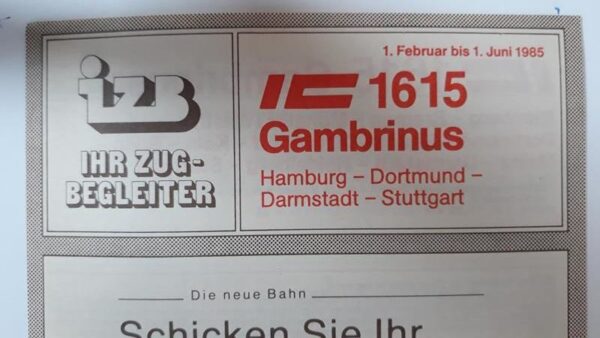 izB
IHR ZUG-
BEGLEITER
1. Februar bis 1. Juni 1985
IC 1615
Gambrinus
Hamburg – Dortmund –
Darmstadt – Stuttgart
Die neue Bahn
Schicken Sie Ihr